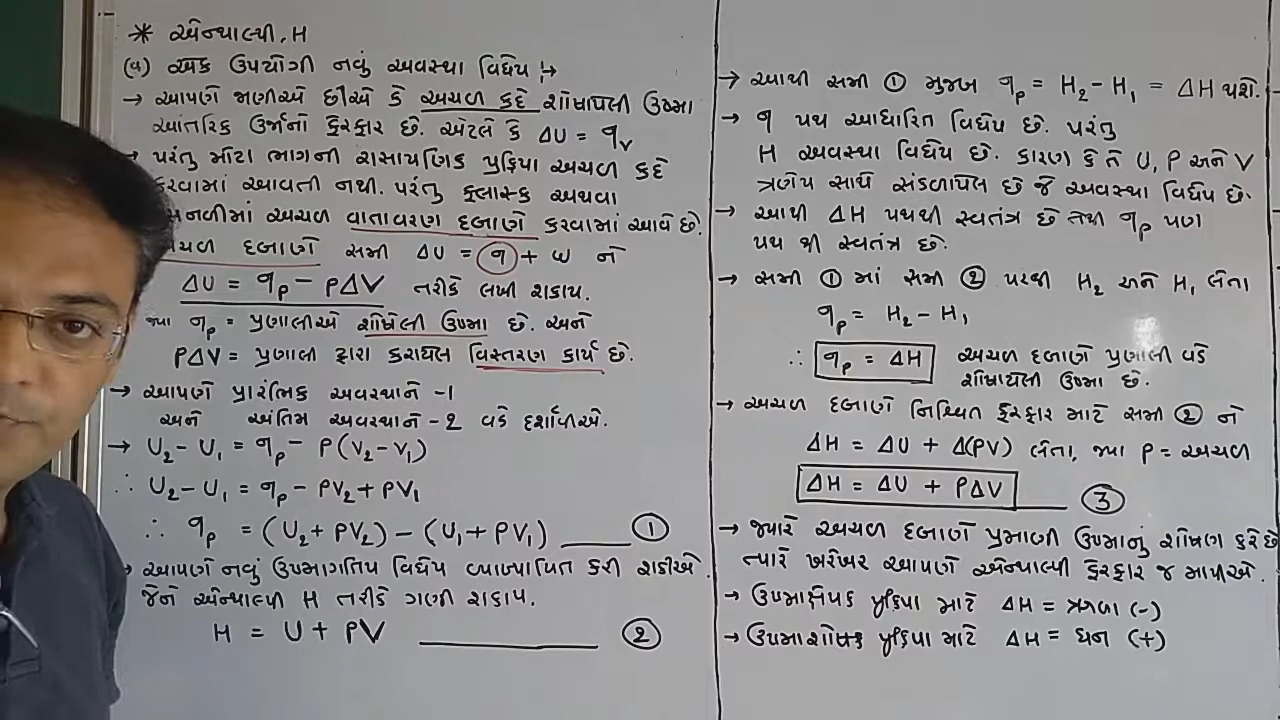 * એન્થાલ્પી, H
(બ) એક ઉપયોગી નવું અવસ્થા વિધેય :→
→ આપણે જાણીએ છીએ કે અચળ કદે શોષાયેલી ઉષ્મા
આંતરિક ઉર્જાનો ફેરફાર છે. એટલે કે ΔU = qᵥ
→ પરંતુ મોટા ભાગની રાસાયણિક પ્રક્રિયા અચળ કદે
કરવામાં આવતી નથી. પરંતુ ફ્લાસ્ક અથવા
અચળ વાતાવરણ દબાણે કરવામાં આવે છે.
દબાણે સમી ΔU = q + w ને
ΔU = qₚ - PΔV તરીકે લખી શકાય.
જ્યાં qₚ = પ્રણાલીએ શોષેલી ઉષ્મા છે. અને
PΔV = પ્રણાલી દ્વારા કરાયેલ વિસ્તરણ કાર્ય છે.
→ આપણે પ્રારંભિક અવસ્થાને -1
અને અંતિમ અવસ્થાને - 2 વડે દર્શાવીએ.
→ U₂ - U₁ = qₚ - P(V₂ - V₁)
∴ U₂ - U₁ = qₚ - PV₂ + PV₁
∴ qₚ = (U₂ + PV₂) - (U₁ + PV₁) ____ ①
→ આપણે નવું ઉષ્માગતિય વિધેય વ્યાખ્યાયિત કરી શકીએ.
જેને એન્થાલ્પી H તરીકે ગણી શકાય.
H = U + PV ____ ②
→ આથી સમી ① મુજબ qₚ = H₂ - H₁ = ΔH થશે.
→ q પથ આધારિત વિધેય છે. પરંતુ
H અવસ્થા વિધેય છે. કારણ કે તે U, P અને V
ત્રણેય સાથે સંકળાયેલ છે જે અવસ્થા વિધેય છે.
→ આથી ΔH પથથી સ્વતંત્ર છે તેથી qₚ પણ
પથ થી સ્વતંત્ર છે.
→ સમી ① માં સમી ② પરથી H₂ અને H₁ લેતા
qₚ = H₂ - H₁
∴ qₚ = ΔH અચળ દબાણે પ્રણાલી વડે
શોષાયેલી ઉષ્મા છે.
→ અચળ દબાણે નિશ્ચિત ફેરફાર માટે સમી ② ને
ΔH = ΔU + Δ(PV) લેતા, જ્યાં P = અચળ
ΔH = ΔU + PΔV ____ ③
→ જ્યારે અચળ દબાણે પ્રમાણી ઉષ્માનું શોષણ કરે છે
ત્યારે ખરેખર આપણે એન્થાલ્પી ફેરફાર જ માપીએ.
→ ઉષ્માક્ષેપક પ્રક્રિયા માટે ΔH = ઋણ (-)
→ ઉષ્માશોષક પ્રક્રિયા માટે ΔH = ધન (+)